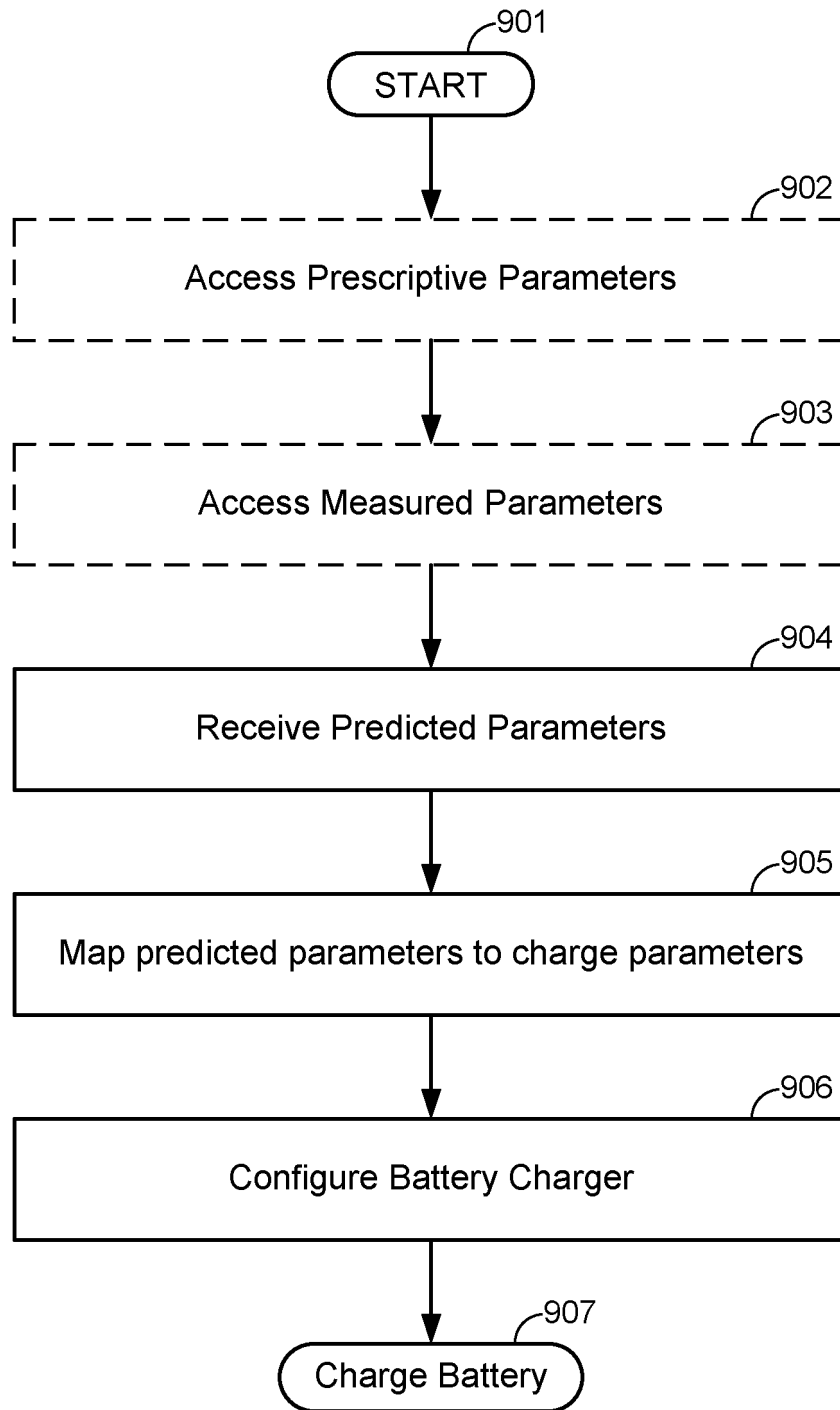 901
START
902
Access Prescriptive Parameters
903
Access Measured Parameters
904
Receive Predicted Parameters
905
Map predicted parameters to charge parameters
906
Configure Battery Charger
907
Charge Battery